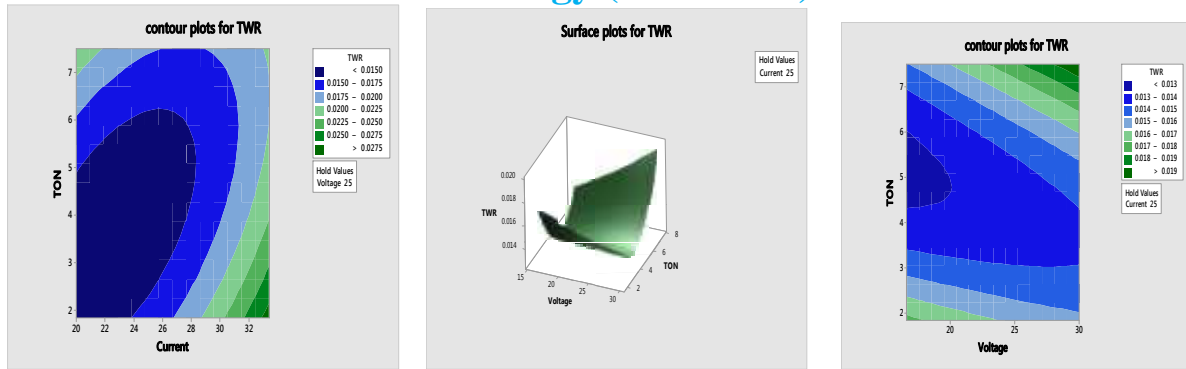 contour plots for TWR
TWR
< 0.0150
0.0150 – 0.0175
0.0175 – 0.0200
0.0200 – 0.0225
0.0225 – 0.0250
0.0250 – 0.0275
> 0.0275
Hold Values
Voltage 25
TON
7
6
5
4
3
2
20 22 24 26 28 30 32
Current
Surface plots for TWR
Hold Values
Current 25
TWR
0.020
0.018
0.016
0.014
15
20
25
30
Voltage
8
6
4
2
TON
contour plots for TWR
TWR
< 0.013
0.013 – 0.014
0.014 – 0.015
0.015 – 0.016
0.016 – 0.017
0.017 – 0.018
0.018 – 0.019
> 0.019
Hold Values
Current 25
TON
7
6
5
4
3
2
20 25 30
Voltage